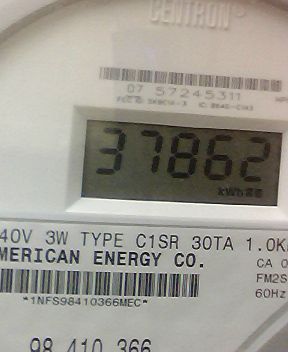 CENTRON®
07 57245311
37862
kWh
40V 3W TYPE C1SR 30TA 1.0K
MERICAN ENERGY CO.
CA 0
FM2S
60Hz
*1NFS98410366MEC*
98 410 366